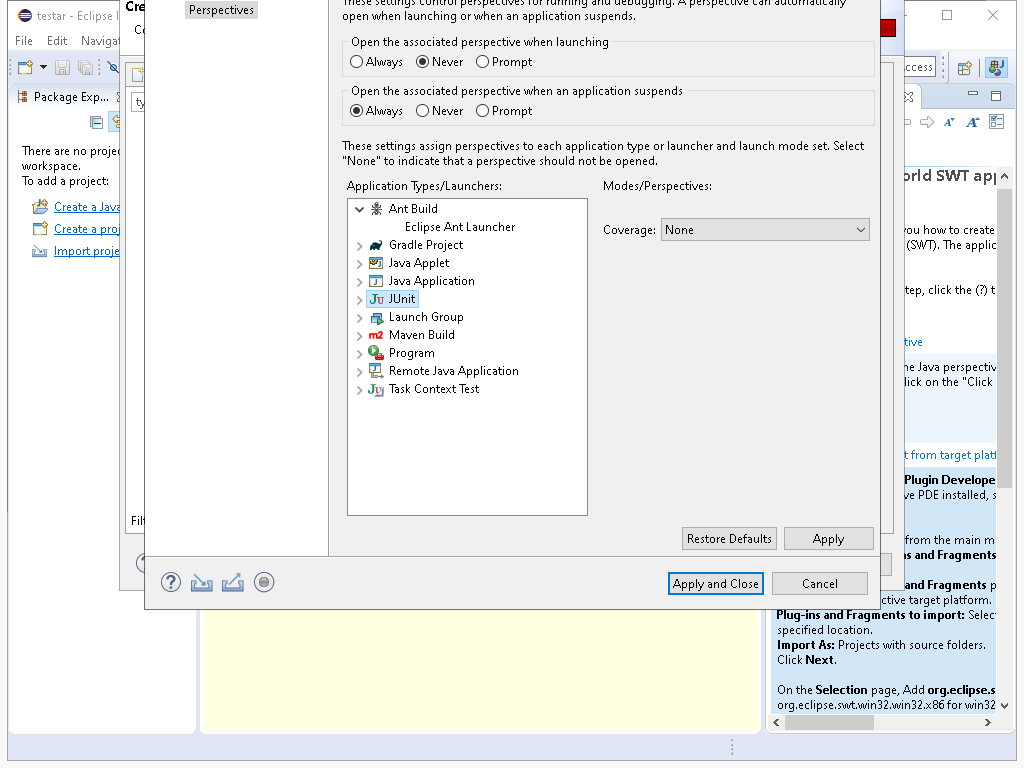 testar - Eclipse
Cre
Perspectives
These settings control perspectives for running and debugging. A perspective can automatically
open when launching or when an application suspends.
File Edit Navigat
Open the associated perspective when launching
Always Never Prompt
ccess
Package Exp...
Open the associated perspective when an application suspends
Always Never Prompt
ty
There are no proje
workspace.
To add a project:
Create a Java
Create a proj
Import proje
These settings assign perspectives to each application type or launcher and launch mode set. Select
"None" to indicate that a perspective should not be opened.
Application Types/Launchers:
Modes/Perspectives:
Ant Build
Eclipse Ant Launcher
Gradle Project
Java Applet
Java Application
JUnit
Launch Group
Maven Build
Program
Remote Java Application
Task Context Test
Coverage: None
Filt
Restore Defaults Apply
Apply and Close Cancel
orld SWT app
you how to create
(SWT). The applic
tep, click the (?) t
tive
he Java perspectiv
lick on the "Click
t from target platf
Plugin Develope
ve PDE installed, s
from the main m
ns and Fragments
and Fragments p
ctive target platform.
Plug-ins and Fragments to import: Selec
specified location.
Import As: Projects with source folders.
Click Next.
On the Selection page, Add org.eclipse.s
org.eclipse.swt.win32.win32.x86 for win32